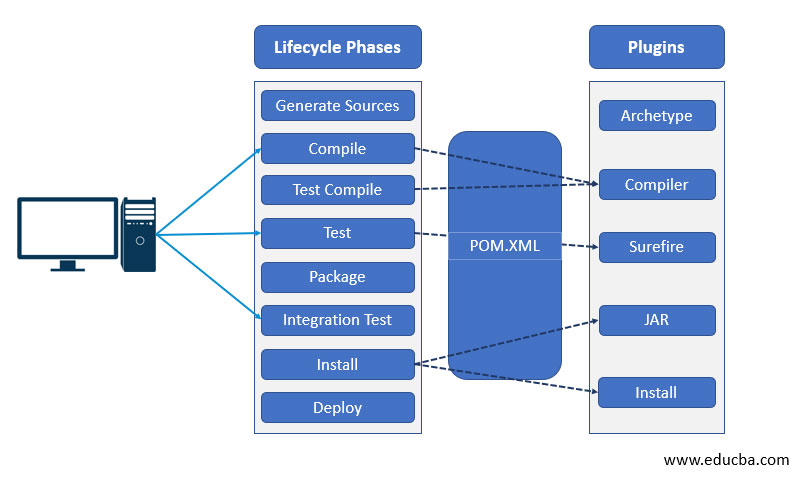 Lifecycle Phases
Generate Sources
Compile
Test Compile
Test
Package
Integration Test
Install
Deploy
POM.XML
Plugins
Archetype
Compiler
Surefire
JAR
Install
www.educba.com